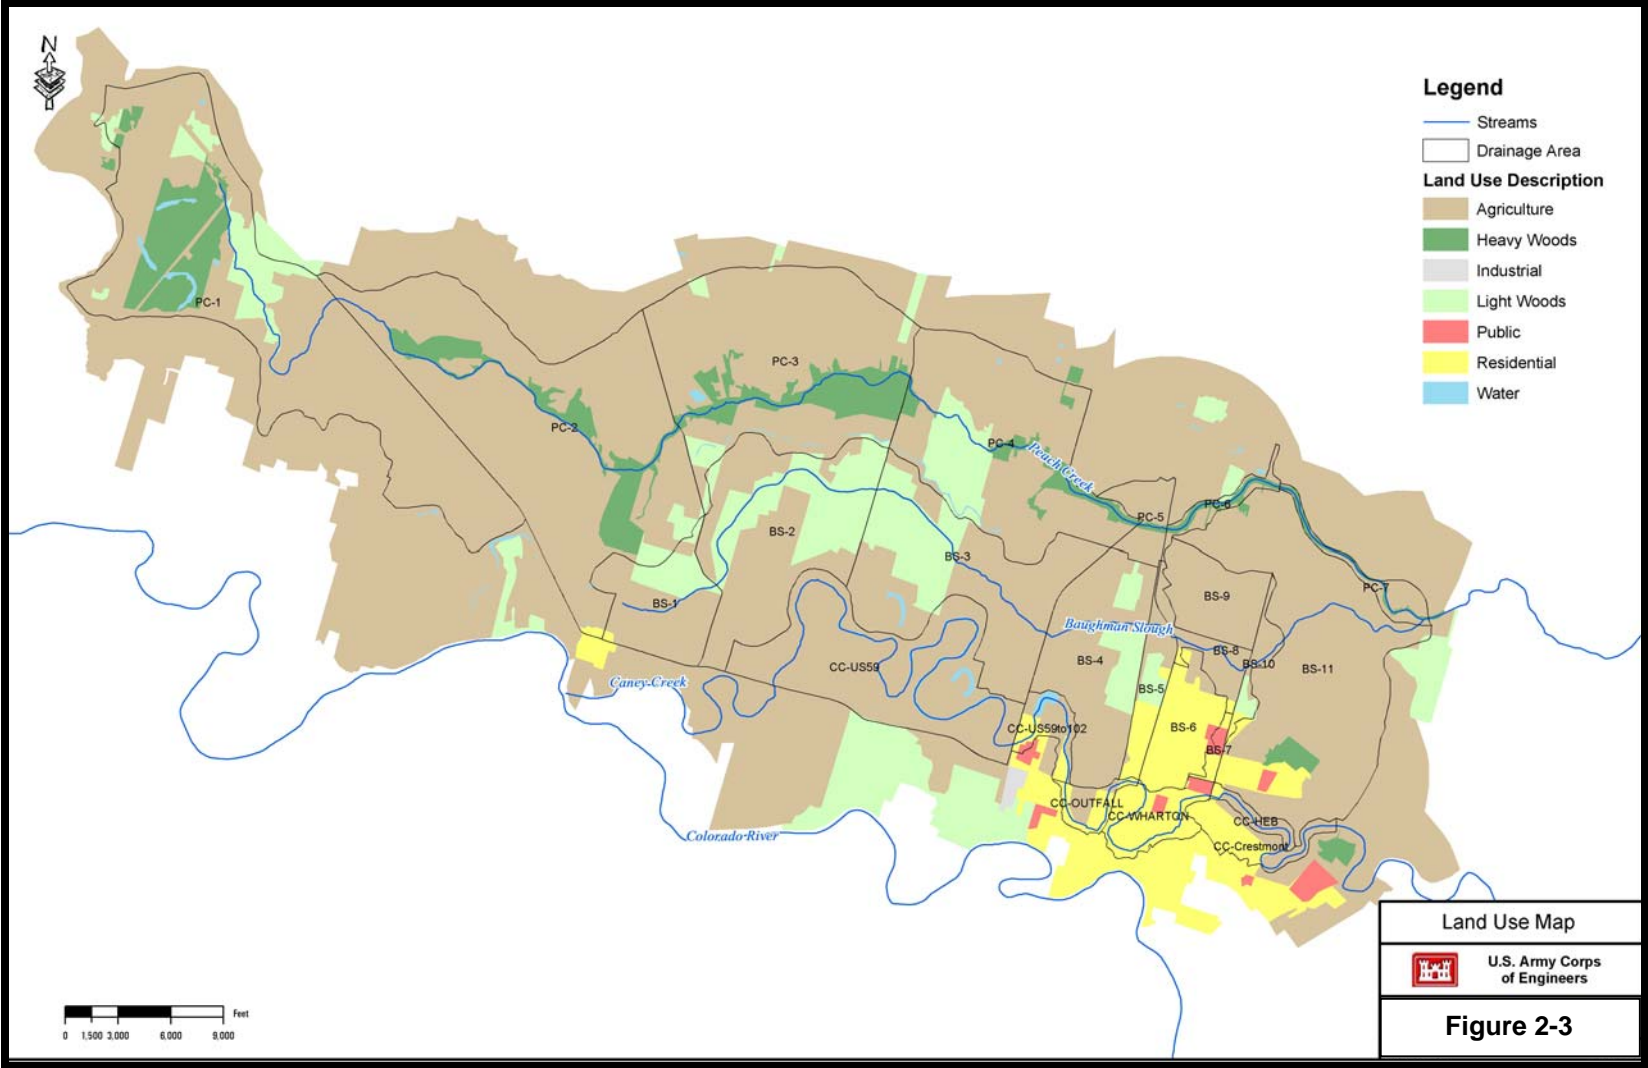 N
Legend
Streams
Drainage Area
Land Use Description
Agriculture
Heavy Woods
Industrial
Light Woods
Public
Residential
Water
PC-1
PC-2
PC-3
PC-4
Peach Creek
PC-5
PC-6
PC-7
BS-1
BS-2
BS-3
BS-9
Baughman Slough
BS-8
BS-10
BS-11
BS-4
BS-5
BS-6
BS-7
CC-US59
Caney Creek
CC-US59to102
CC-OUTFALL
CC-WHARTON
CC-HEB
CC-Crestmont
Colorado River
Feet
0 1,500 3,000 6,000 9,000
Land Use Map
U.S. Army Corps
of Engineers
Figure 2-3